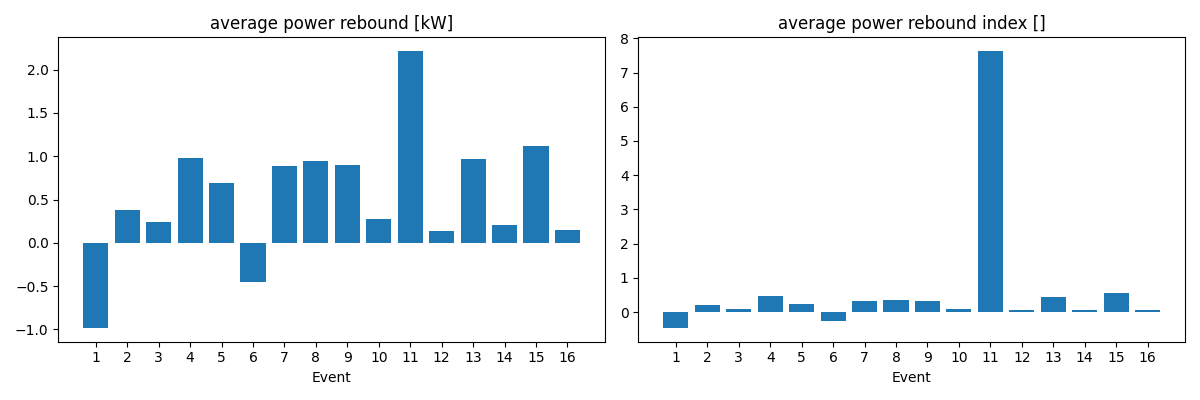 average power rebound [kW]
2.0
1.5
1.0
0.5
0.0
−0.5
−1.0
1 2 3 4 5 6 7 8 9 10 11 12 13 14 15 16
Event
average power rebound index []
8
7
6
5
4
3
2
1
0
1 2 3 4 5 6 7 8 9 10 11 12 13 14 15 16
Event